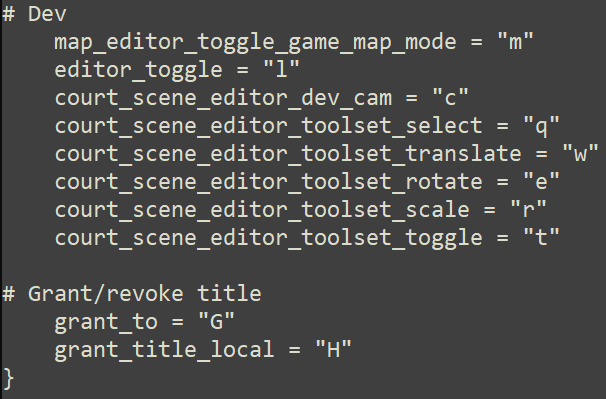 # Dev
map_editor_toggle_game_map_mode = "m"
editor_toggle = "l"
court_scene_editor_dev_cam = "c"
court_scene_editor_toolset_select = "q"
court_scene_editor_toolset_translate = "w"
court_scene_editor_toolset_rotate = "e"
court_scene_editor_toolset_scale = "r"
court_scene_editor_toolset_toggle = "t"
# Grant/revoke title
grant_to = "G"
grant_title_local = "H"
}